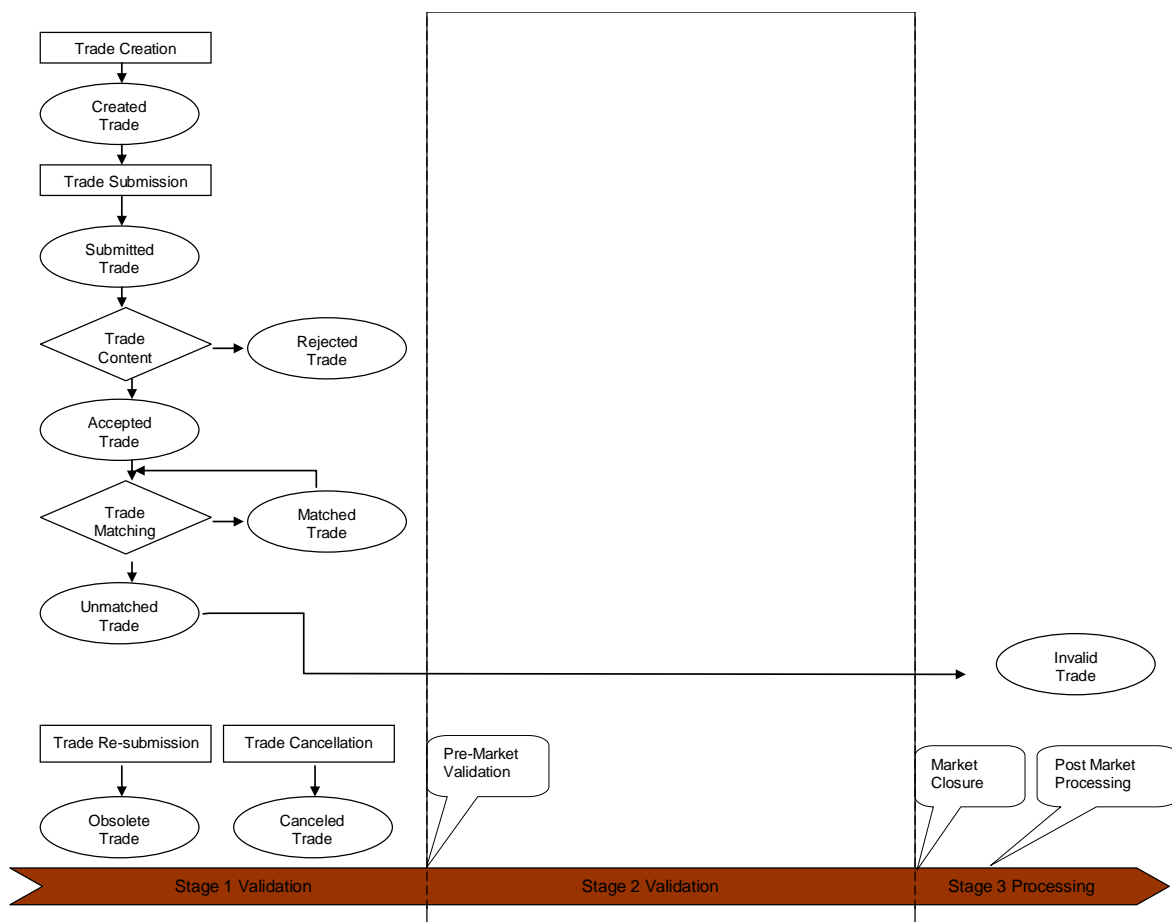 Trade Creation
Created
Trade
Trade Submission
Submitted
Trade
Trade
Content
Rejected
Trade
Accepted
Trade
Trade
Matching
Matched
Trade
Unmatched
Trade
Invalid
Trade
Trade Re-submission
Trade Cancellation
Pre-Market
Validation
Market
Closure
Post Market
Processing
Obsolete
Trade
Canceled
Trade
Stage 1 Validation
Stage 2 Validation
Stage 3 Processing